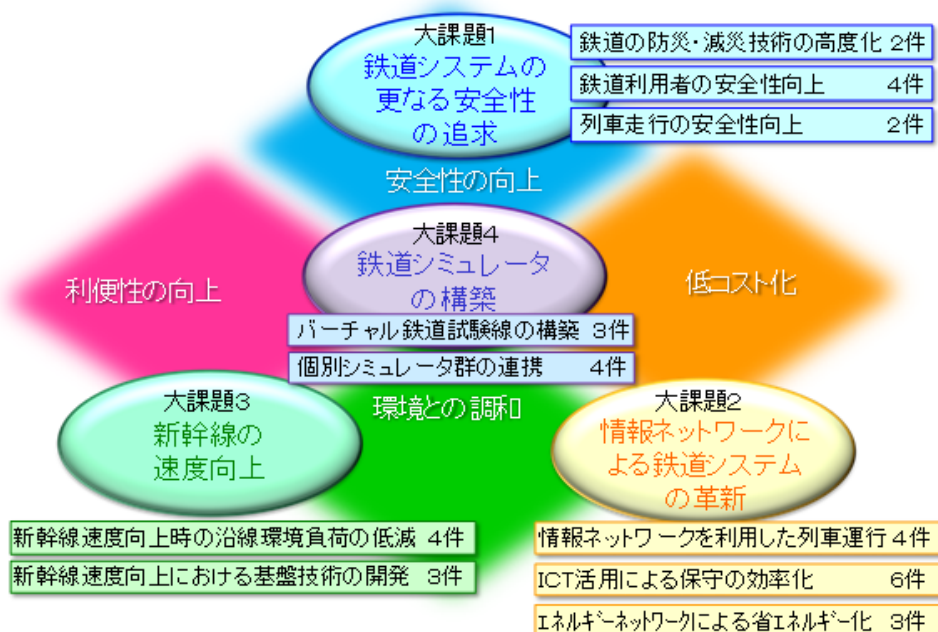 大課題1
鉄道システムの
更なる安全性
の追求
鉄道の防災・減災技術の高度化 2件
鉄道利用者の安全性向上 4件
列車走行の安全性向上 2件
安全性の向上
利便性の向上
低コスト化
大課題4
鉄道シミュレータ
の構築
バーチャル鉄道試験線の構築 3件
個別シミュレータ群の連携 4件
環境との調和
大課題3
新幹線の
速度向上
新幹線速度向上時の沿線環境負荷の低減 4件
新幹線速度向上における基盤技術の開発 3件
大課題2
情報ネットワークに
よる鉄道システム
の革新
情報ネットワークを利用した列車運行 4件
ICT活用による保守の効率化 6件
エネルギーネットワークによる省エネルギー化 3件